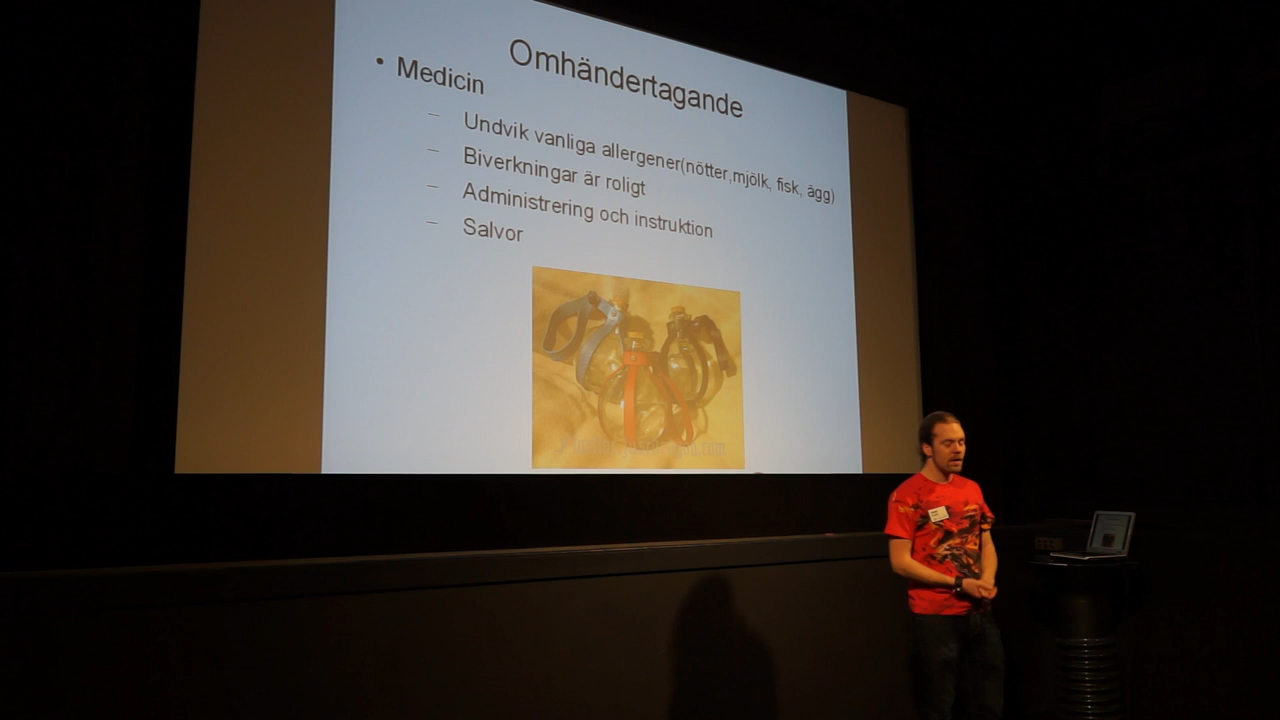 Omhändertagande
• Medicin
– Undvik vanliga allergener(nötter,mjölk, fisk, ägg)
– Biverkningar är roligt
– Administrering och instruktion
– Salvor